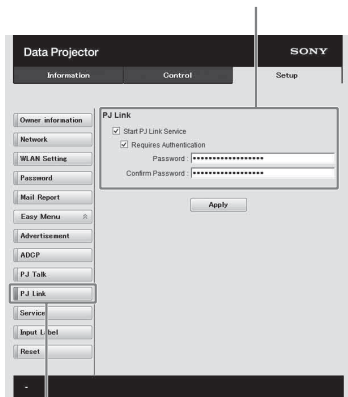 Data Projector
SONY
Information
Control
Setup
Owner information
Network
WLAN Setting
Password
Mail Report
Easy Menu
Advertisement
ADCP
PJ Talk
PJ Link
Service
Input Label
Reset
PJ Link
Start PJ Link Service
Requires Authentication
Password :
Confirm Password :
Apply